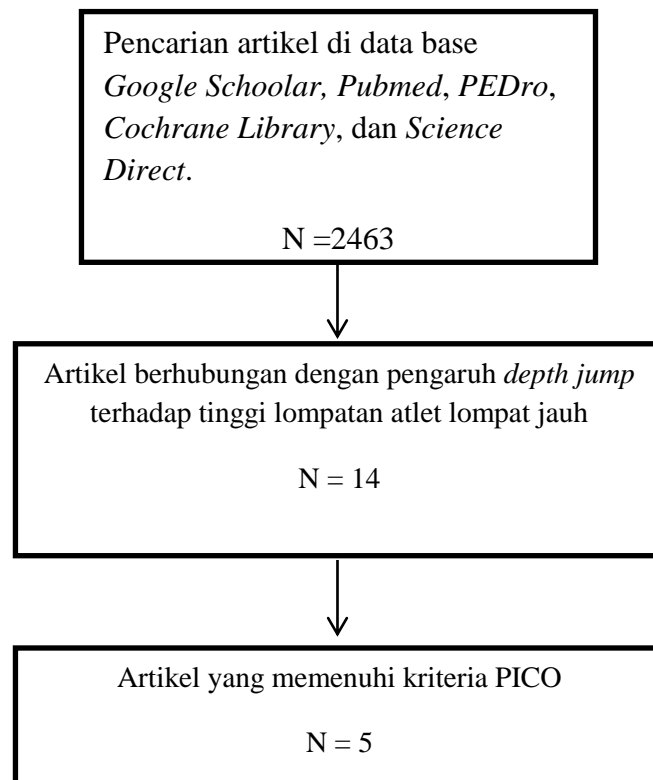 Pencarian artikel di data base
Google Schoolar, Pubmed, PEDro,
Cochrane Library, dan Science
Direct.
N =2463
Artikel berhubungan dengan pengaruh depth jump
terhadap tinggi lompatan atlet lompat jauh
N = 14
Artikel yang memenuhi kriteria PICO
N = 5